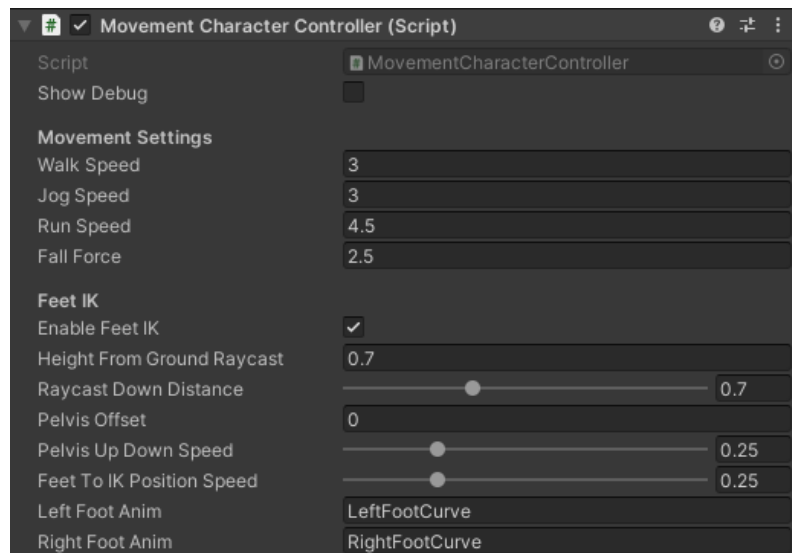 Movement Character Controller (Script)
Script MovementCharacterController
Show Debug
Movement Settings
Walk Speed 3
Jog Speed 3
Run Speed 4.5
Fall Force 2.5
Feet IK
Enable Feet IK
Height From Ground Raycast 0.7
Raycast Down Distance 0.7
Pelvis Offset 0
Pelvis Up Down Speed 0.25
Feet To IK Position Speed 0.25
Left Foot Anim LeftFootCurve
Right Foot Anim RightFootCurve